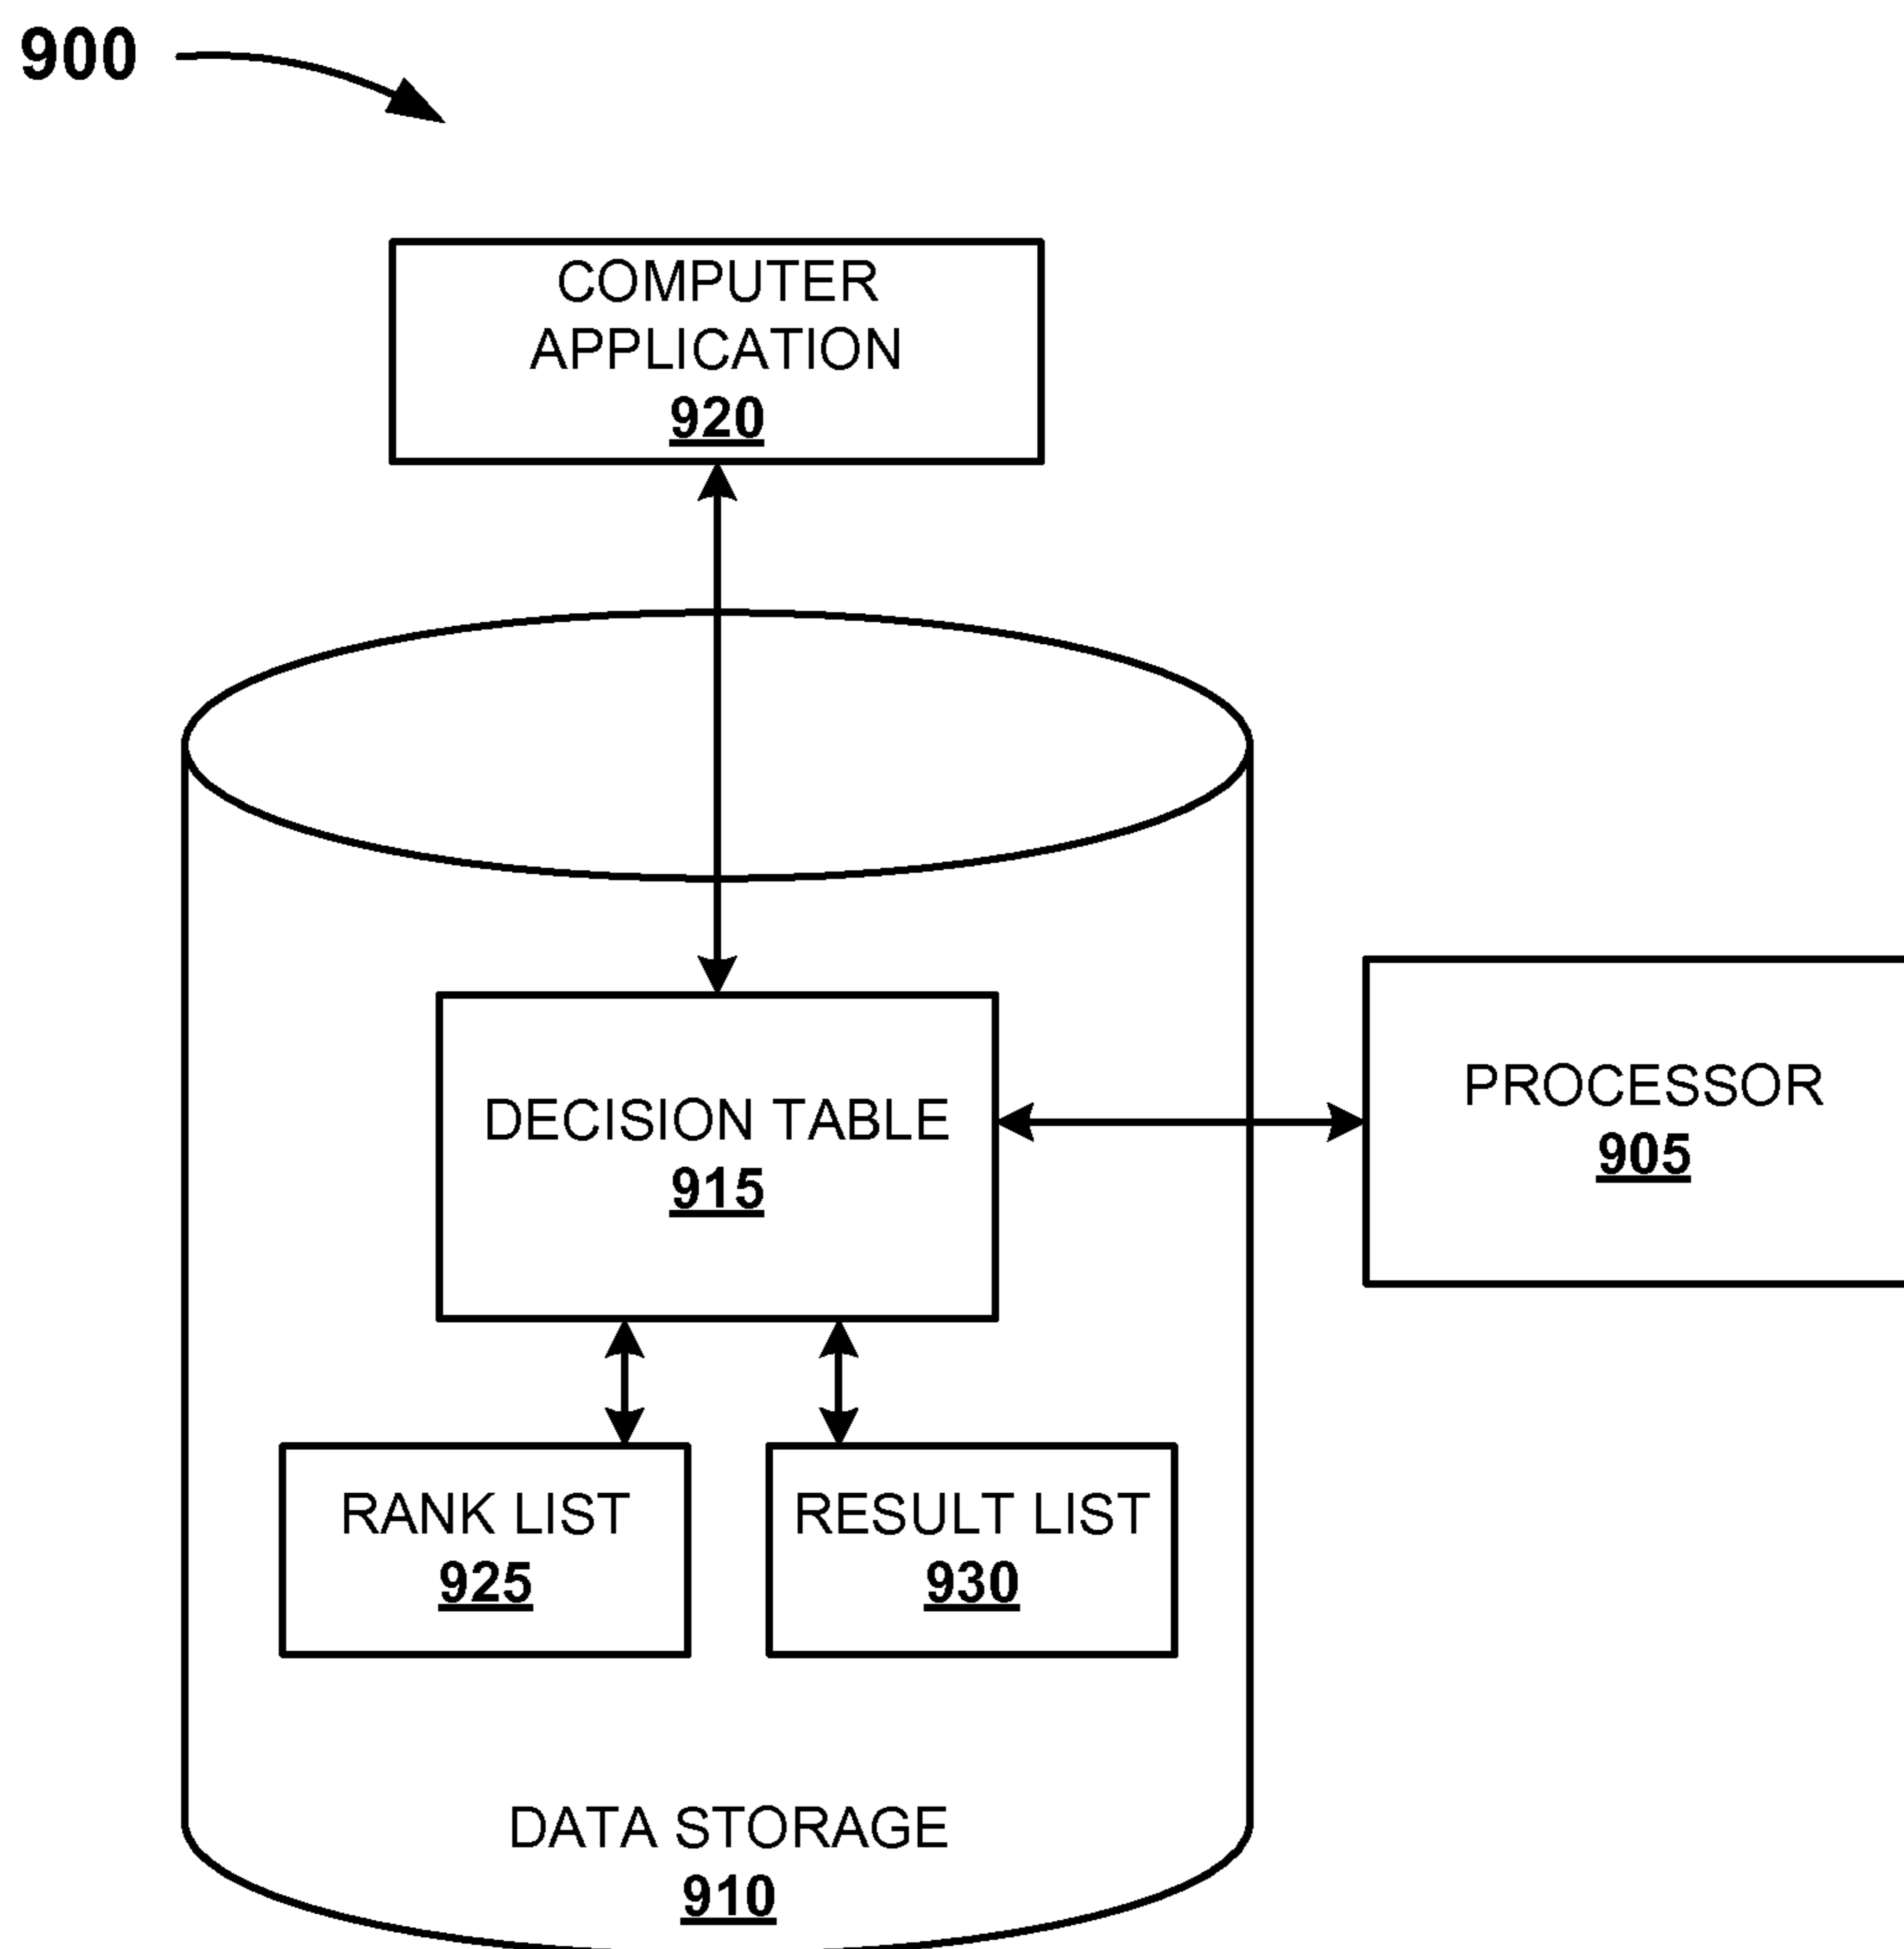 900
COMPUTER
APPLICATION
920
DECISION TABLE
915
PROCESSOR
905
RANK LIST
925
RESULT LIST
930
DATA STORAGE
910